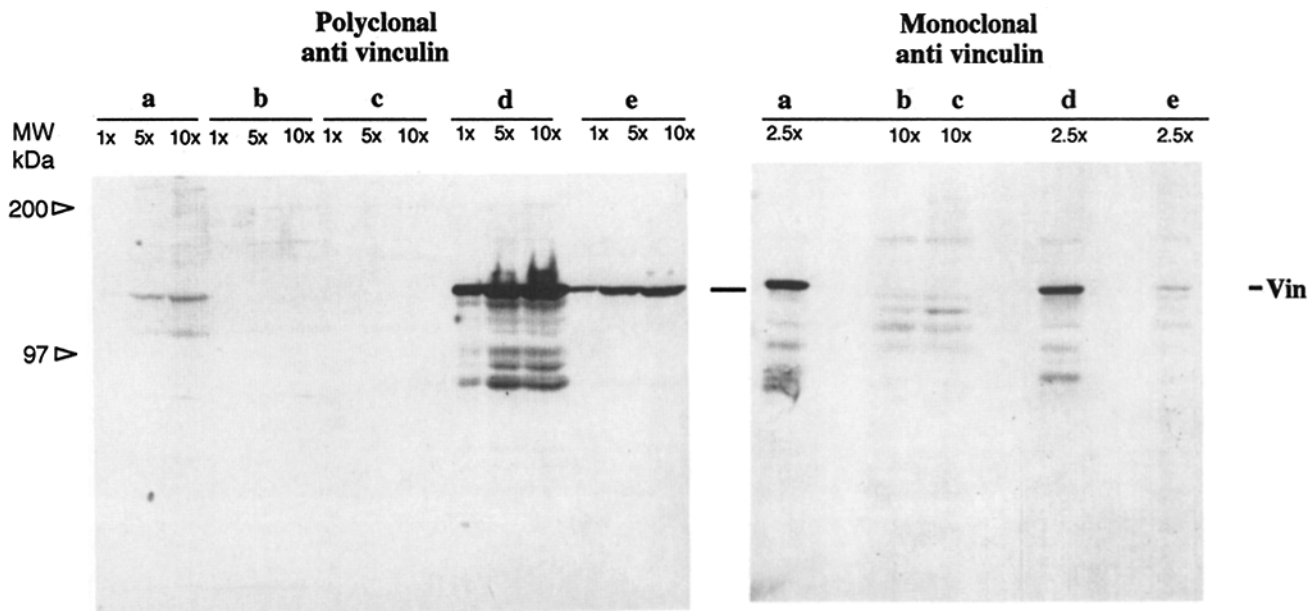 Polyclonal
anti vinculin
Monoclonal
anti vinculin
a b c d e
a b c d e
MW
kDa
1x 5x 10x 1x 5x 10x 1x 5x 10x 1x 5x 10x 1x 5x 10x
2.5x 10x 10x 2.5x 2.5x
200
97
Vin